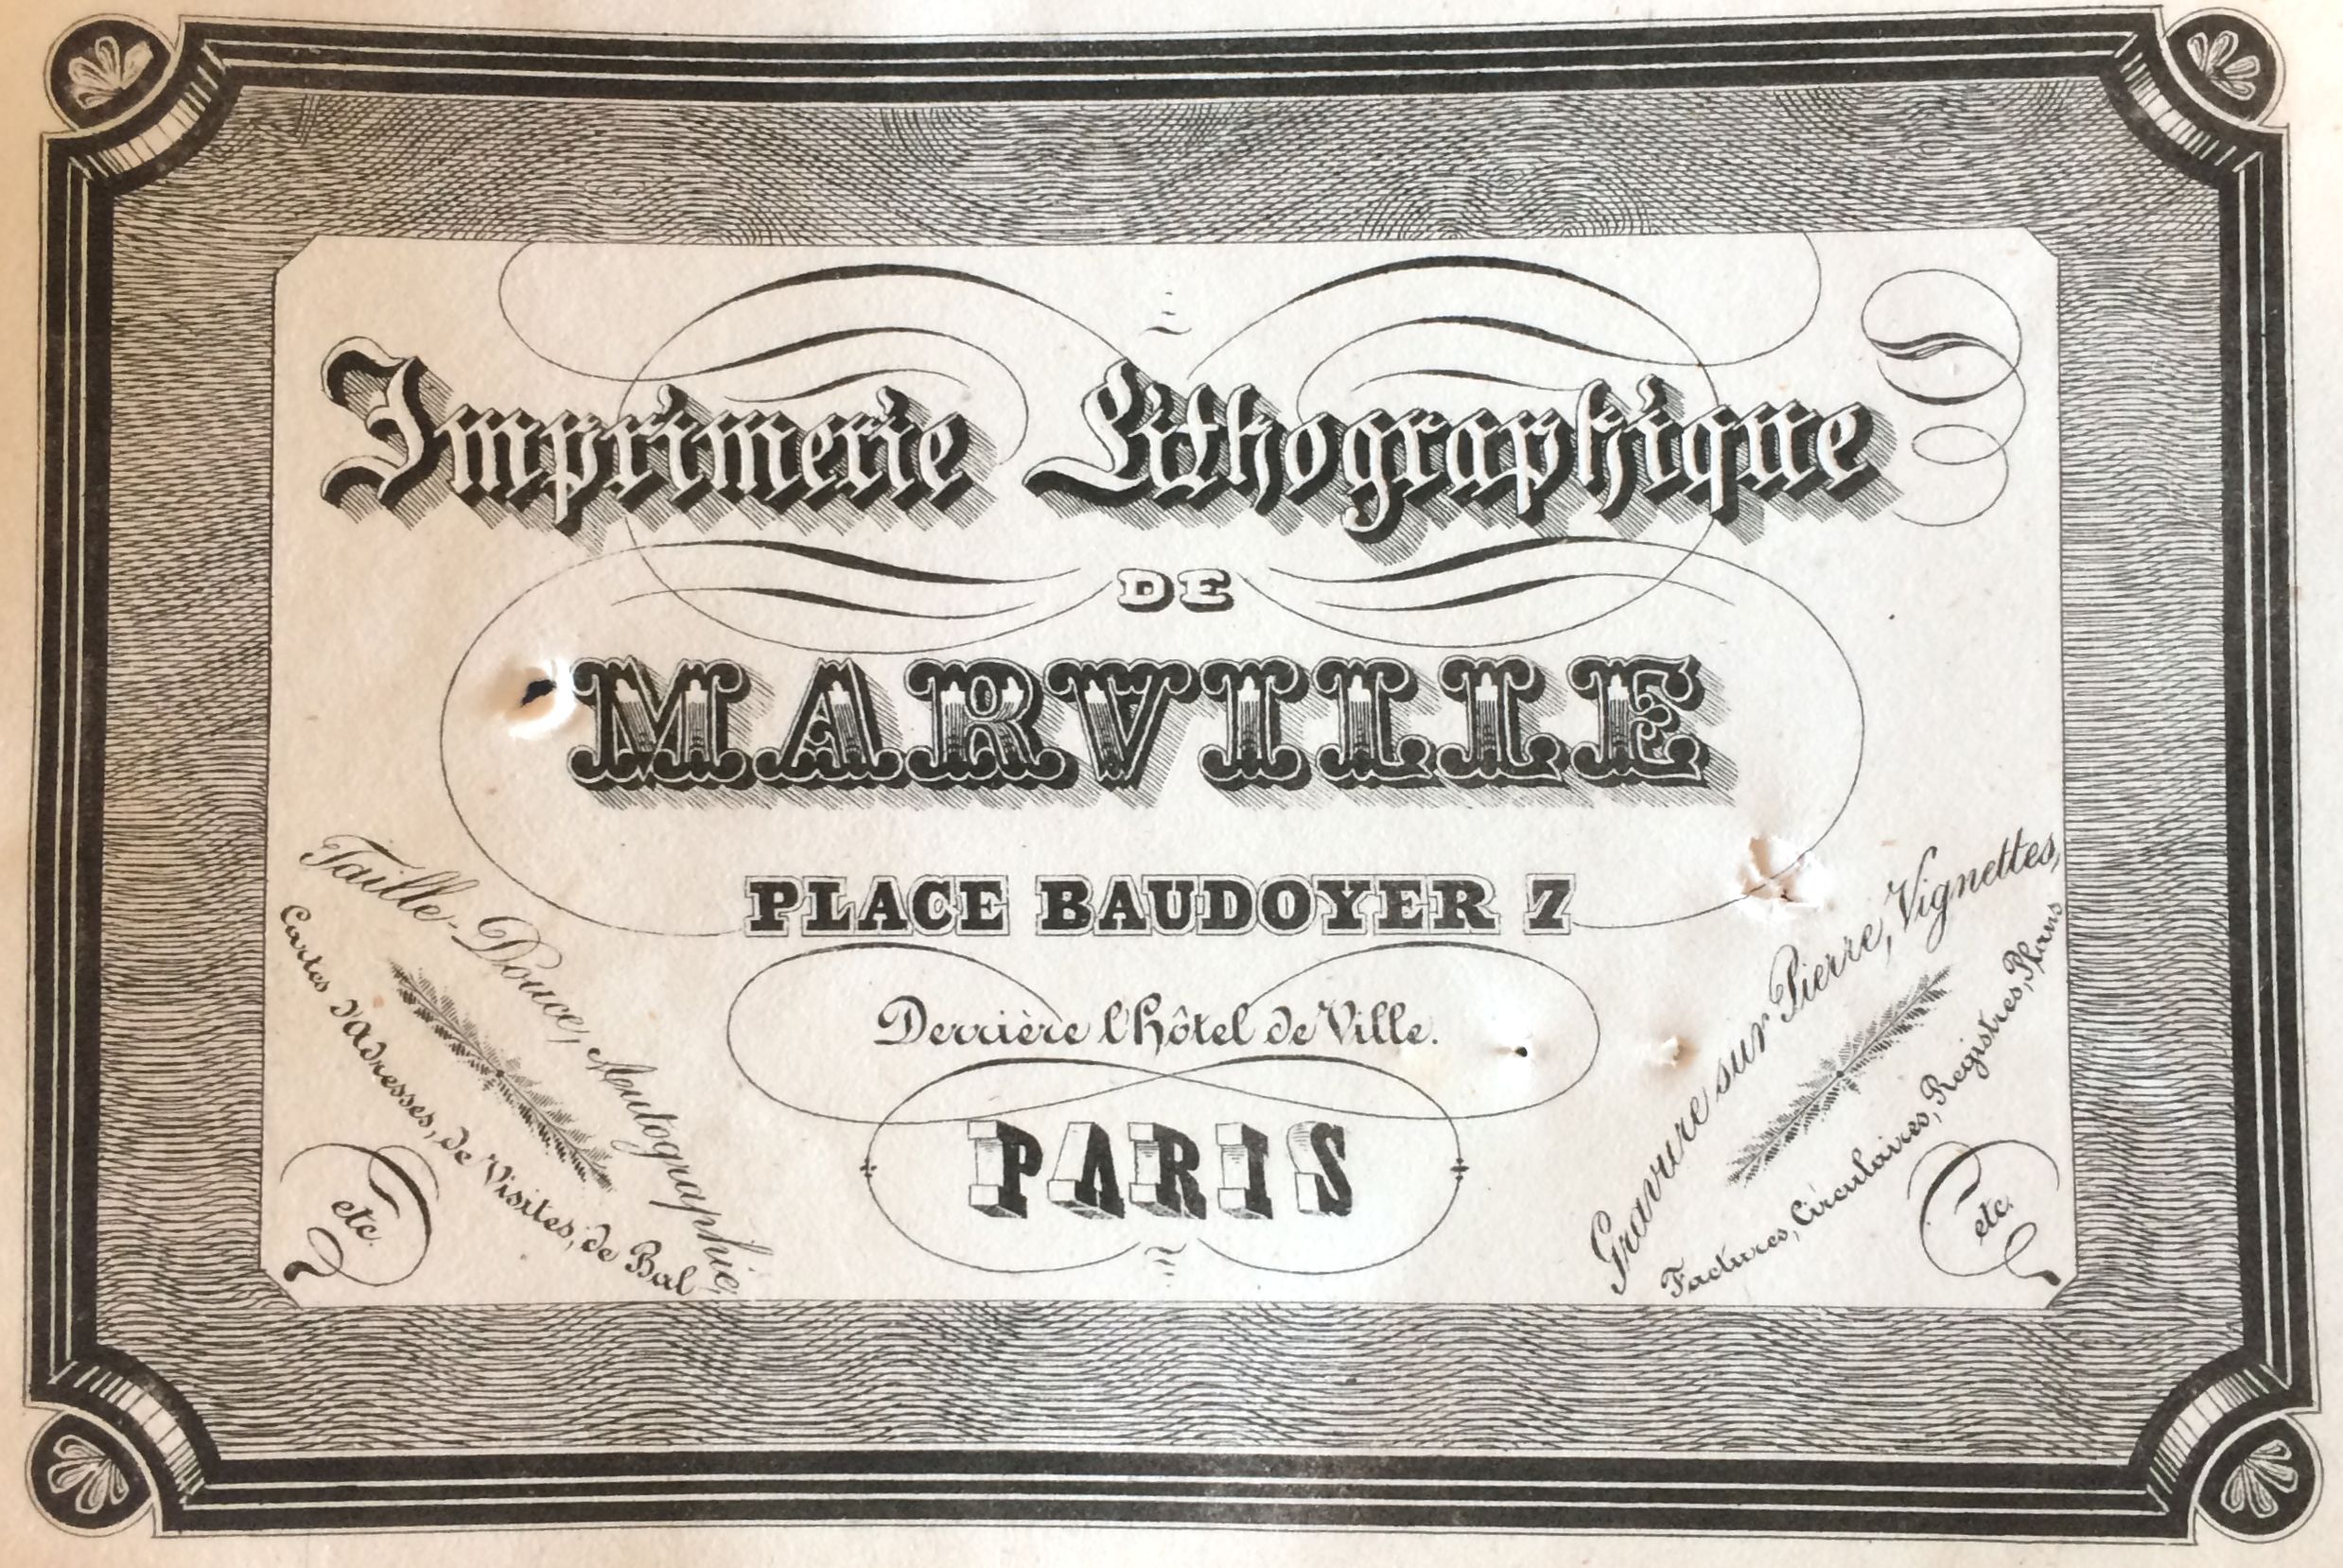 Imprimerie Lithographique
DE
MARVILLE
PLACE BAUDOYER 7
Derrière l'hôtel de Ville.
PARIS
Taille-Douce, Autographie,
Cartes d'Adresses, de Visites, de Bal
etc.
Gravure sur Pierre, Vignettes,
Factures, Circulaires, Registres, Plans
etc.